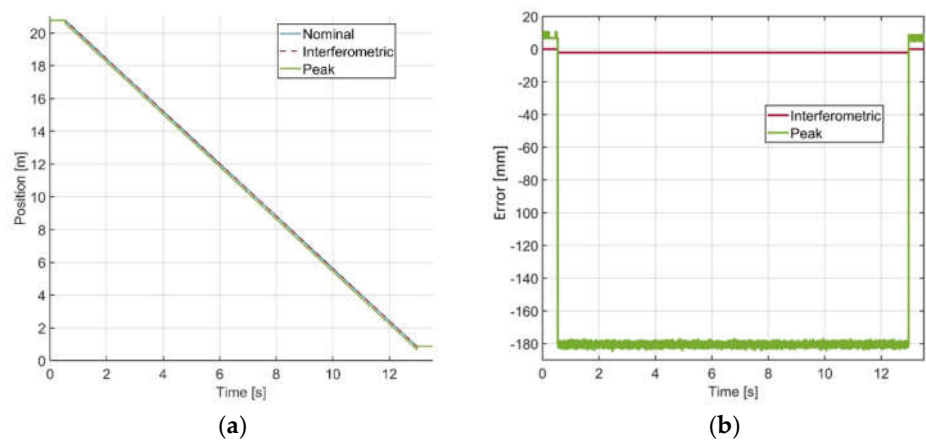 20
18
16
14
12
10
8
6
4
2
0
Position [m]
Nominal
Interferometric
Peak
0 2 4 6 8 10 12
Time [s]
(a)
20
0
-20
-40
-60
-80
100
120
-140
-160
-180
Error [mm]
Interferometric
Peak
0 2 4 6 8 10 12
Time [s]
(b)